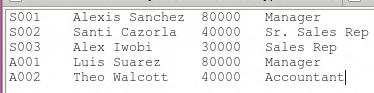 S001 Alexis Sanchez 80000 Manager
S002 Santi Cazorla 40000 Sr. Sales Rep
S003 Alex Iwobi 30000 Sales Rep
A001 Luis Suarez 80000 Manager
A002 Theo Walcott 40000 Accountant